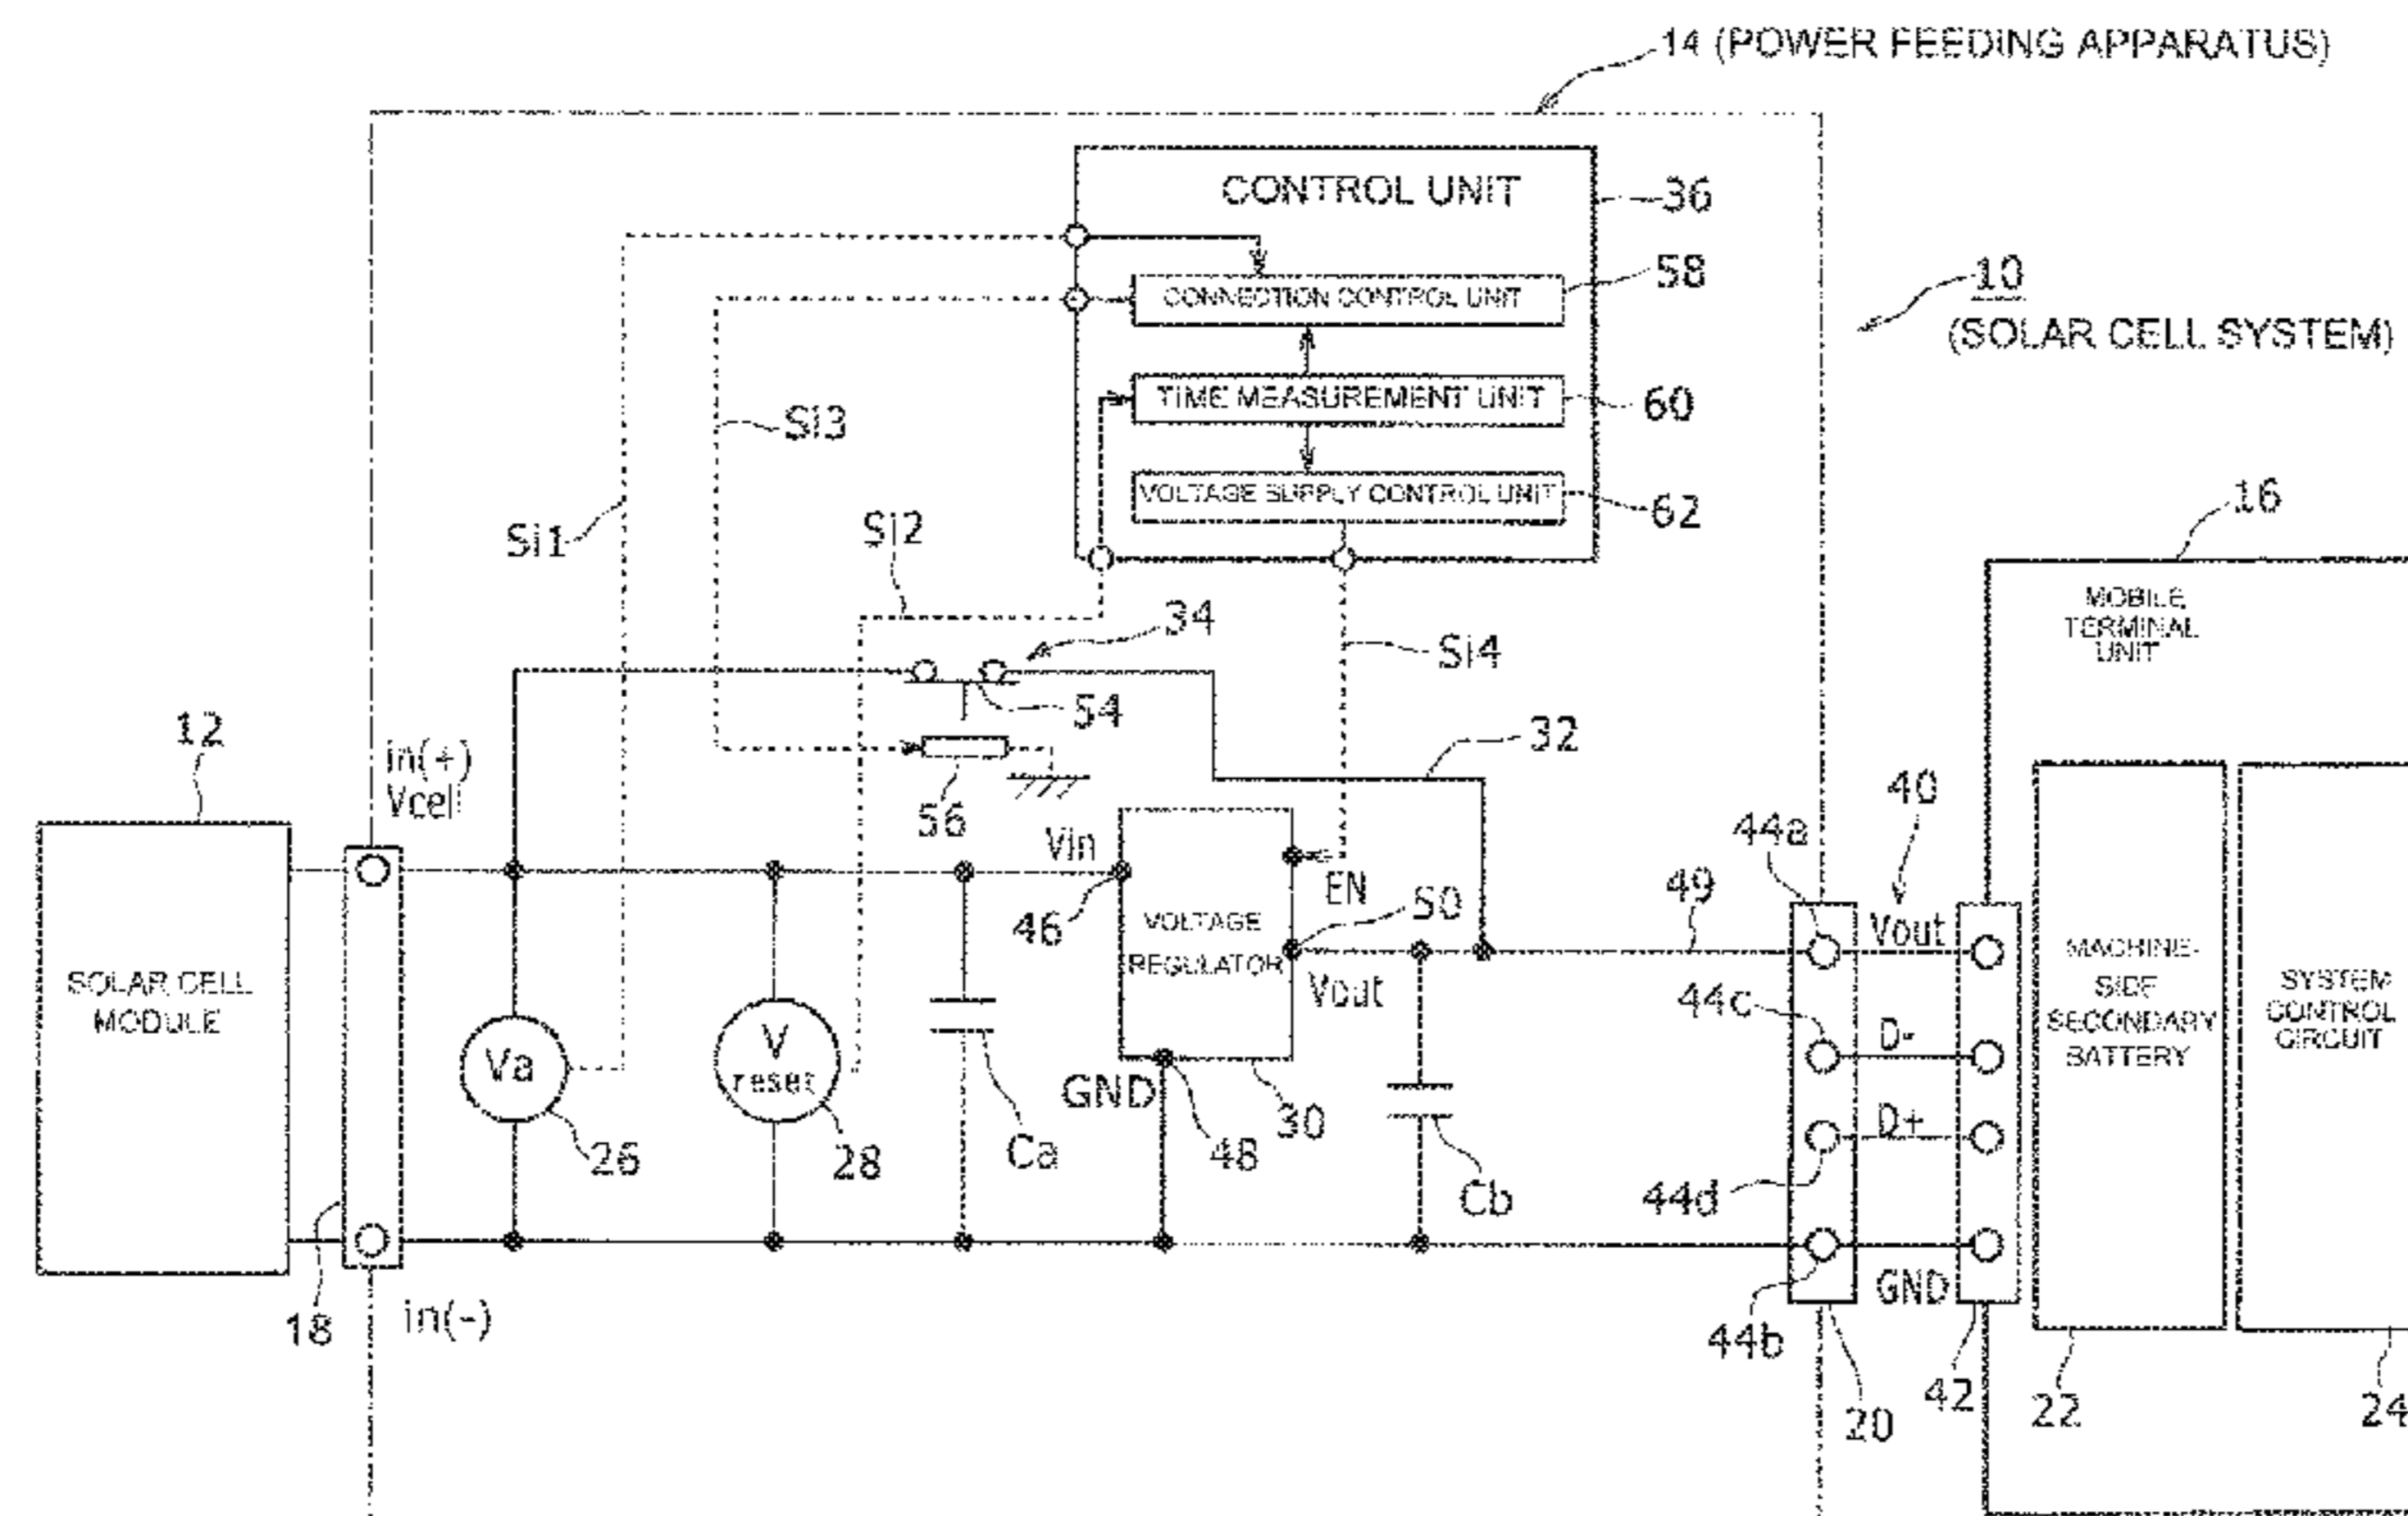 14 (POWER FEEDING APPARATUS)
CONTROL UNIT
36
CONNECTION CONTROL UNIT
58
10
(SOLAR CELL SYSTEM)
TIME MEASUREMENT UNIT
60
Si3
VOLTAGE SUPPLY CONTROL UNIT
62
16
Si1
Si2
MOBILE
TERMINAL
UNIT
34
Si4
54
12
in(+)
Vcell
32
56
40
Vin
44a
EN
49
46
50
Vout
VOLTAGE
REGULATOR
SOLAR CELL
MODULE
Vout
44c
MACHINE-
SIDE
SECONDARY
BATTERY
SYSTEM
CONTROL
CIRCUIT
Va
V
reset
D-
GND
30
D+
26
28
Ca
48
44d
Cb
18
in(-)
GND
44b
20
42
22
24